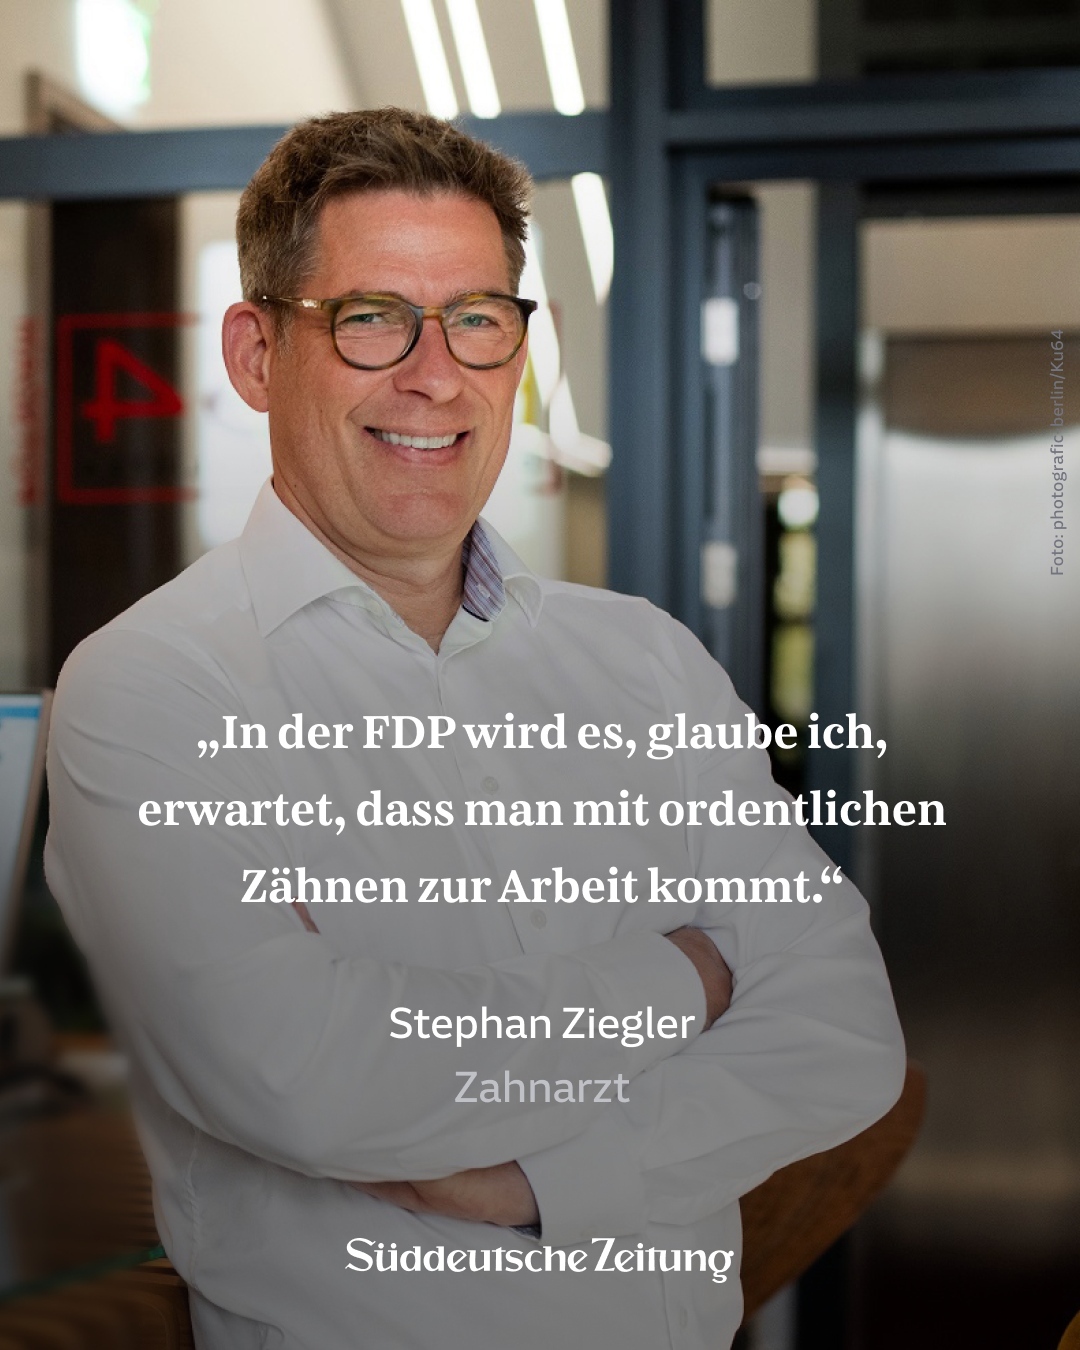 4
Foto: photografic berlin/Ku64
„In der FDP wird es, glaube ich,
erwartet, dass man mit ordentlichen
Zähnen zur Arbeit kommt.“
Stephan Ziegler
Zahnarzt
Süddeutsche Zeitung